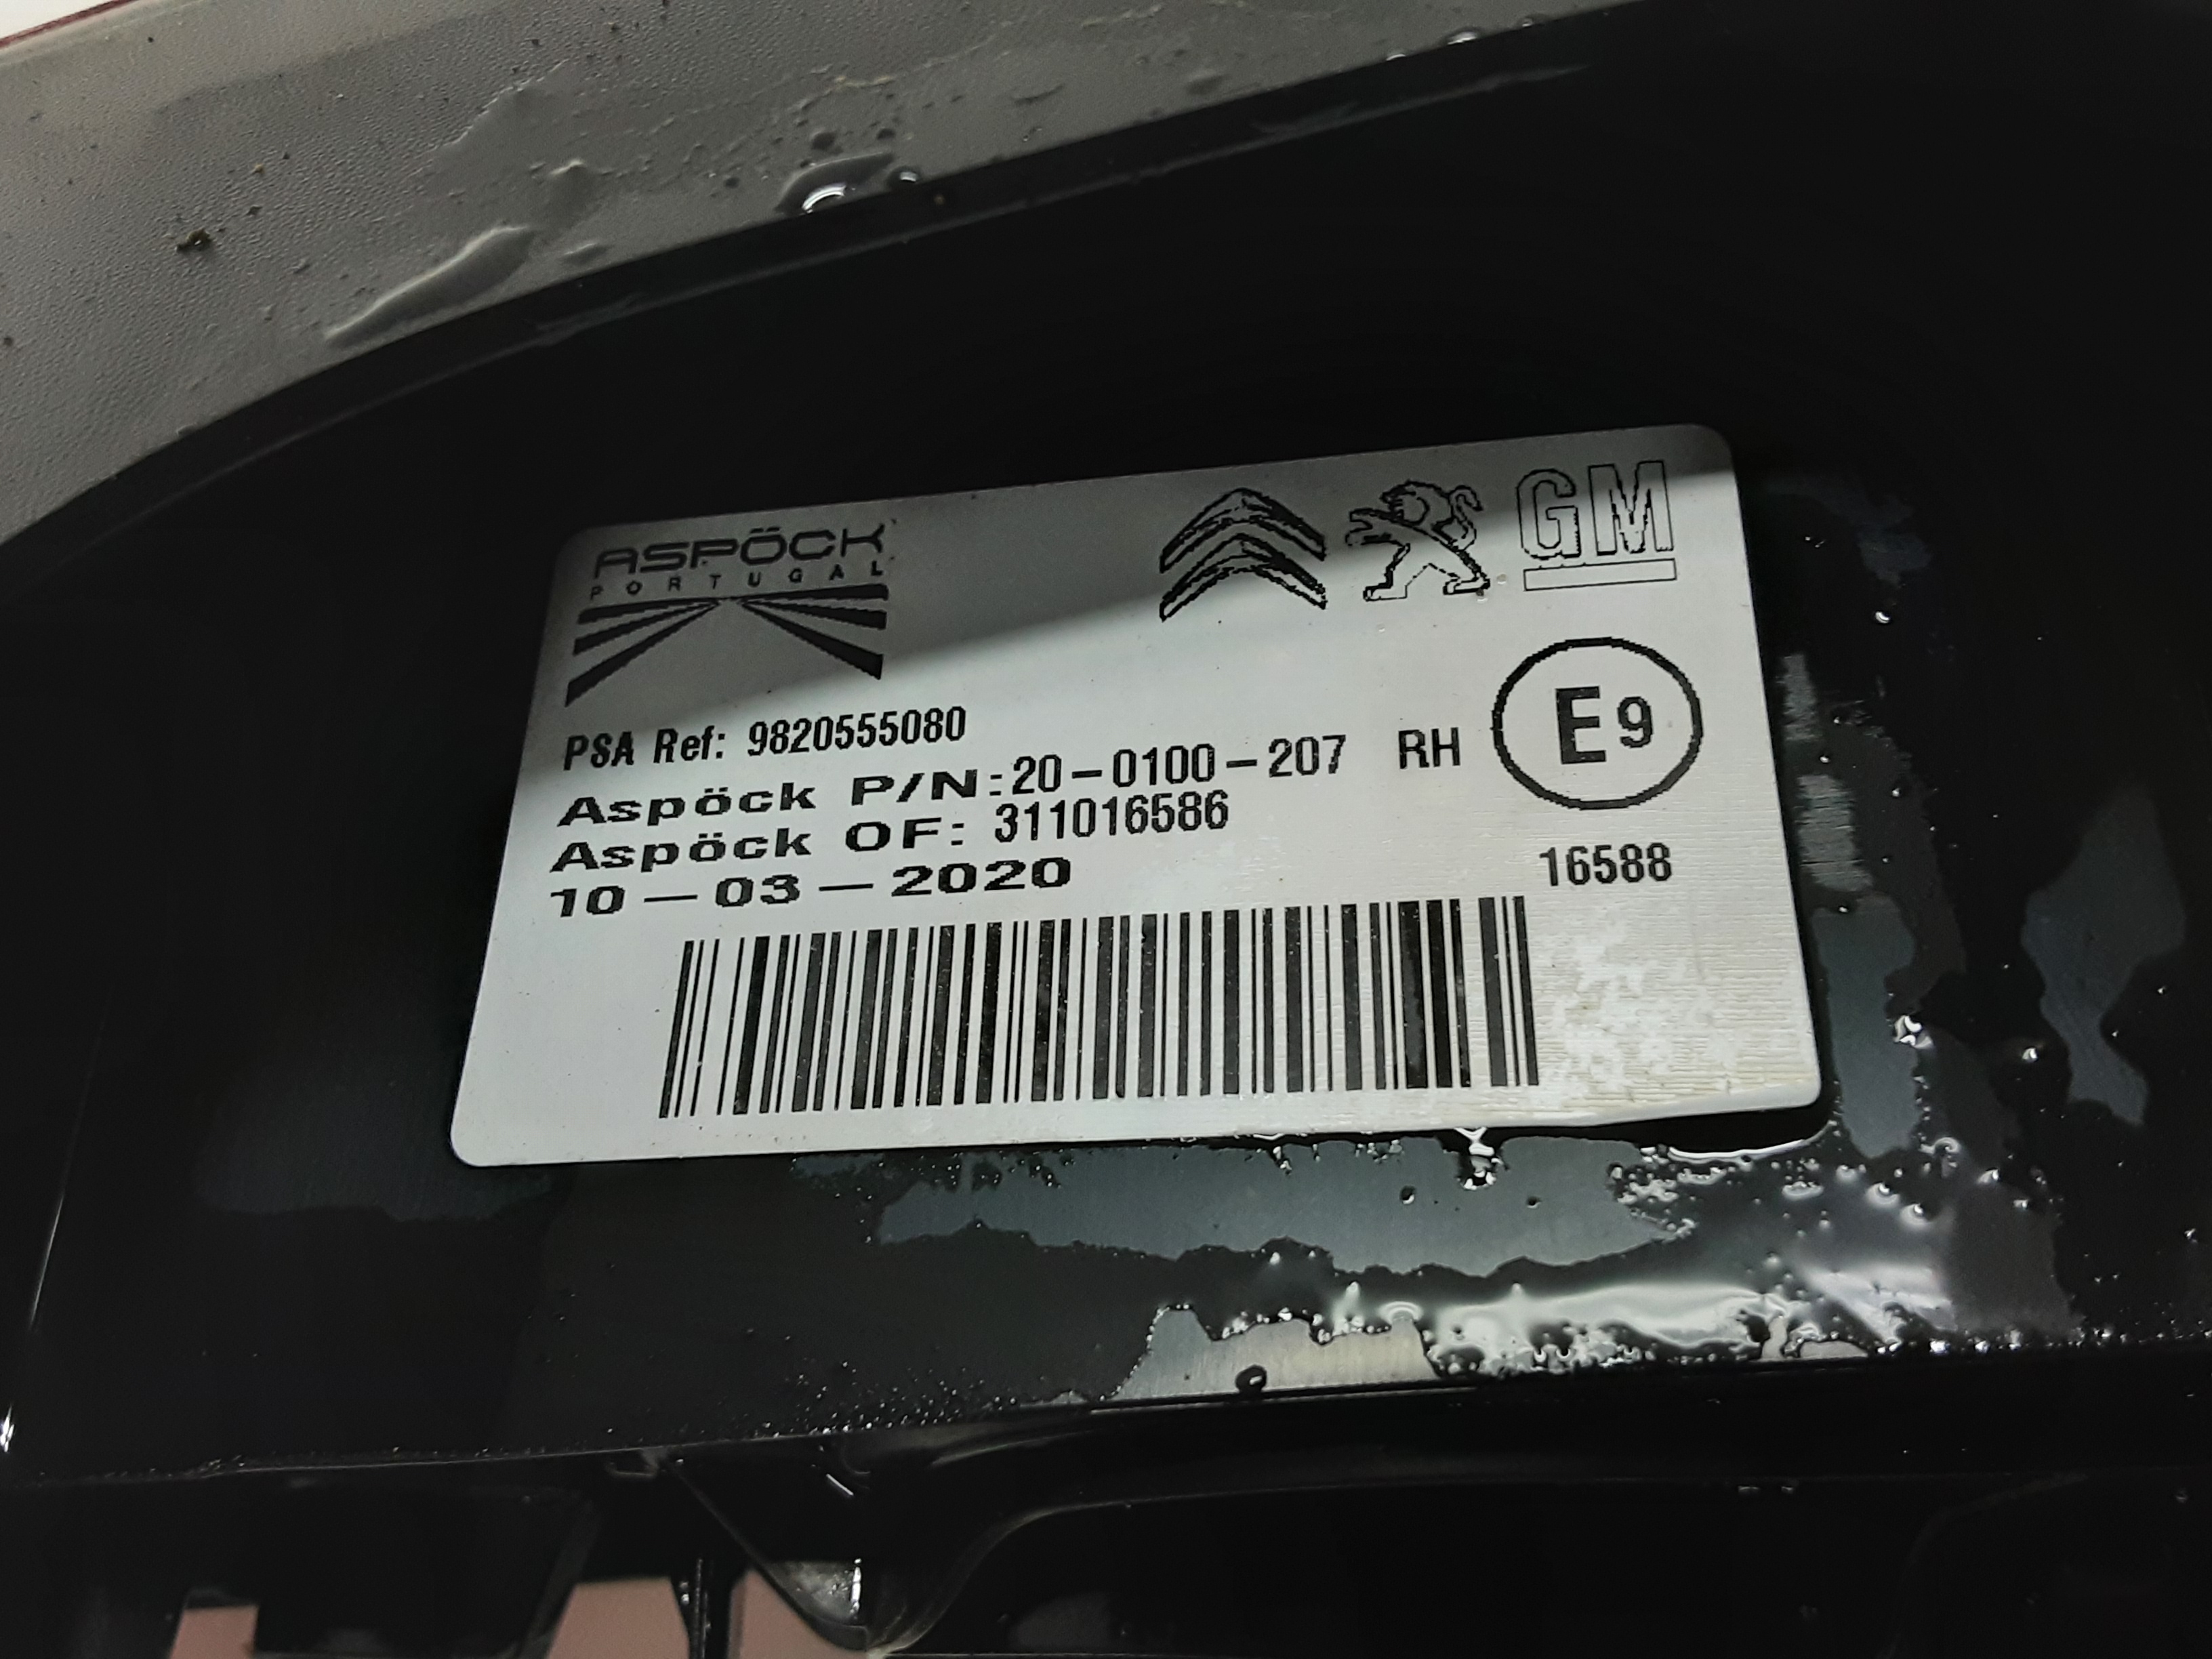 ASPÖCK
PORTUGAL
GM
PSA Ref: 9820555080
Aspöck P/N:20-0100-207 RH
E9
Aspöck OF: 311016586
10-03-2020
16588